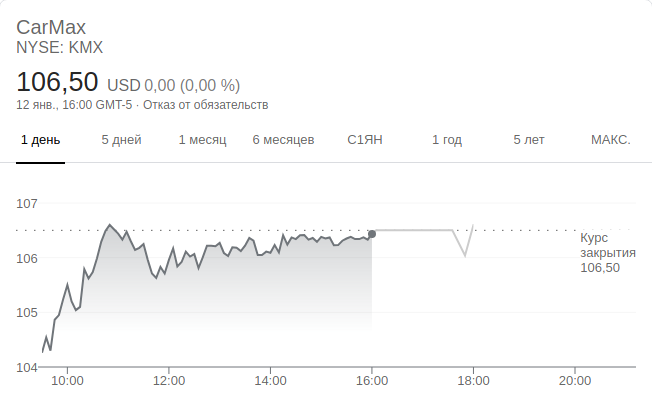 CarMax
NYSE: KMX
106,50 USD 0,00 (0,00 %)
12 янв., 16:00 GMT-5 · Отказ от обязательств
1 день 5 дней 1 месяц 6 месяцев С1ЯН 1 год 5 лет МАКС.
107
106
105
104
Курс
закрытия
106,50
10:00 12:00 14:00 16:00 18:00 20:00